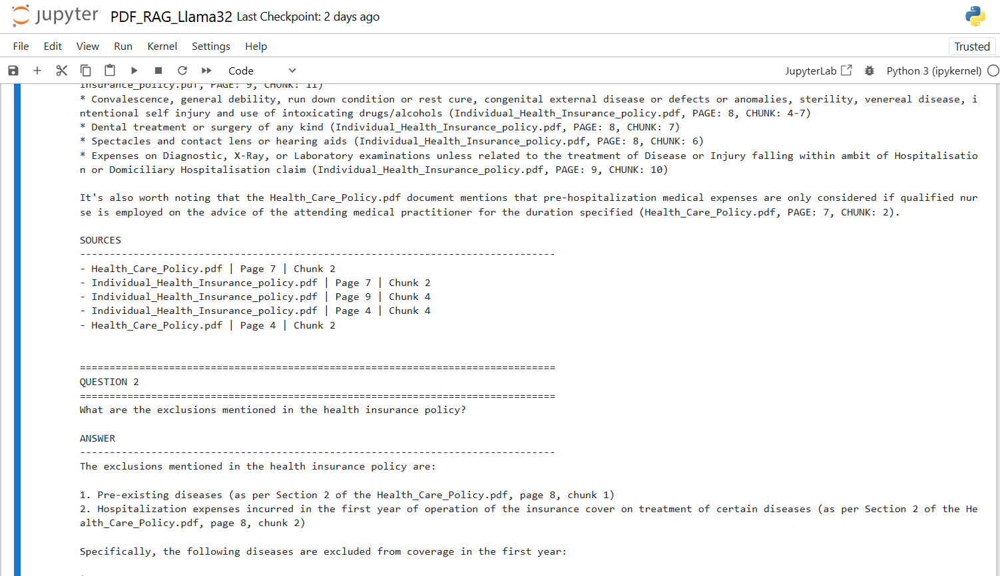 jupyter PDF_RAG_Llama32 Last Checkpoint: 2 days ago
File Edit View Run Kernel Settings Help Trusted
Code JupyterLab Python 3 (ipykernel)
Insurance_policy.pdf, PAGE: 9, CHUNK: 11)
* Convalescence, general debility, run down condition or rest cure, congenital external disease or defects or anomalies, sterility, venereal disease, i
ntentional self injury and use of intoxicating drugs/alcohols (Individual_Health_Insurance_policy.pdf, PAGE: 8, CHUNK: 4-7)
* Dental treatment or surgery of any kind (Individual_Health_Insurance_policy.pdf, PAGE: 8, CHUNK: 7)
* Spectacles and contact lens or hearing aids (Individual_Health_Insurance_policy.pdf, PAGE: 8, CHUNK: 6)
* Expenses on Diagnostic, X-Ray, or Laboratory examinations unless related to the treatment of Disease or Injury falling within ambit of Hospitalisatio
n or Domiciliary Hospitalisation claim (Individual_Health_Insurance_policy.pdf, PAGE: 9, CHUNK: 10)
It's also worth noting that the Health_Care_Policy.pdf document mentions that pre-hospitalization medical expenses are only considered if qualified nur
se is employed on the advice of the attending medical practitioner for the duration specified (Health_Care_Policy.pdf, PAGE: 7, CHUNK: 2).
SOURCES
--------------------------------------------------------------------------------
- Health_Care_Policy.pdf | Page 7 | Chunk 2
- Individual_Health_Insurance_policy.pdf | Page 7 | Chunk 2
- Individual_Health_Insurance_policy.pdf | Page 9 | Chunk 4
- Individual_Health_Insurance_policy.pdf | Page 4 | Chunk 4
- Health_Care_Policy.pdf | Page 4 | Chunk 2
================================================================================
QUESTION 2
================================================================================
What are the exclusions mentioned in the health insurance policy?
ANSWER
--------------------------------------------------------------------------------
The exclusions mentioned in the health insurance policy are:
1. Pre-existing diseases (as per Section 2 of the Health_Care_Policy.pdf, page 8, chunk 1)
2. Hospitalization expenses incurred in the first year of operation of the insurance cover on treatment of certain diseases (as per Section 2 of the He
alth_Care_Policy.pdf, page 8, chunk 2)
Specifically, the following diseases are excluded from coverage in the first year: